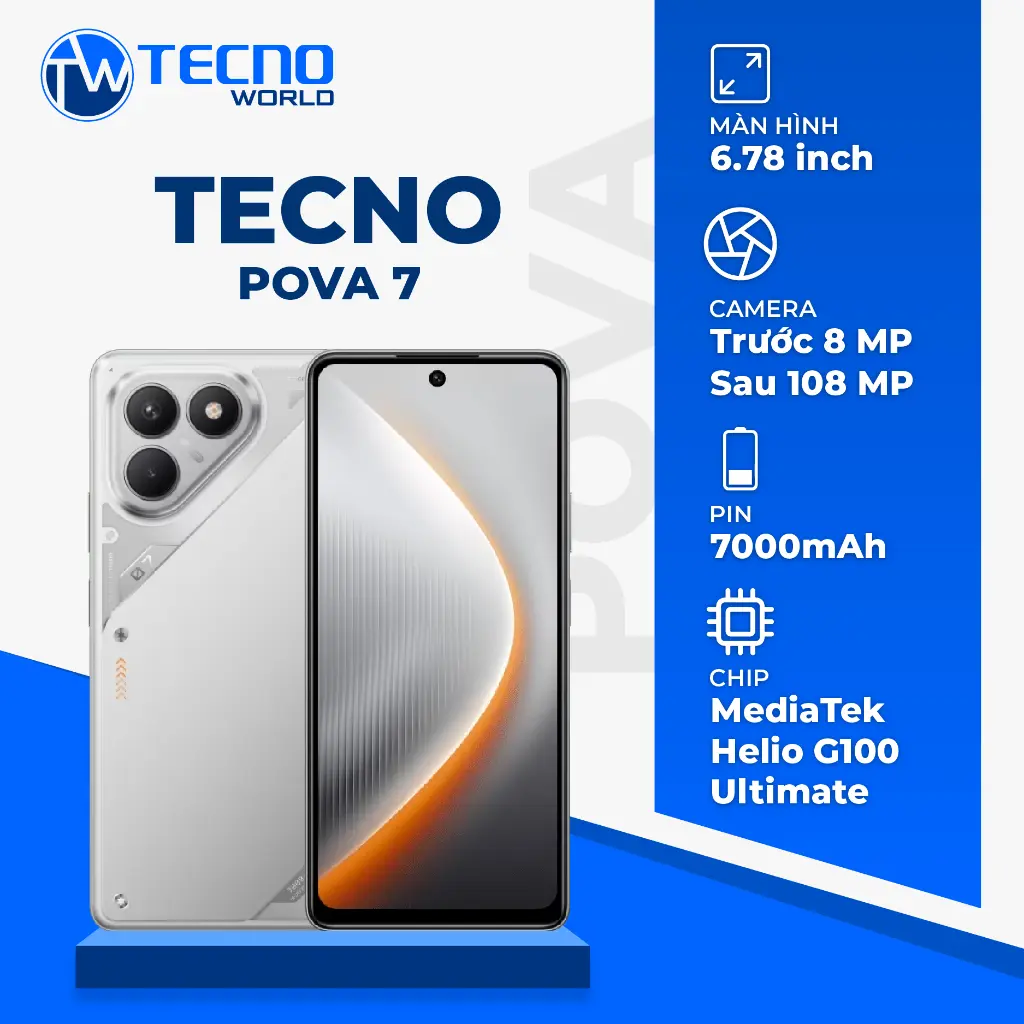 TW TECNO
WORLD
TECNO
POVA 7
POVA
MÀN HÌNH
6.78 inch
CAMERA
Trước 8 MP
Sau 108 MP
PIN
7000mAh
CHIP
MediaTek
Helio G100
Ultimate